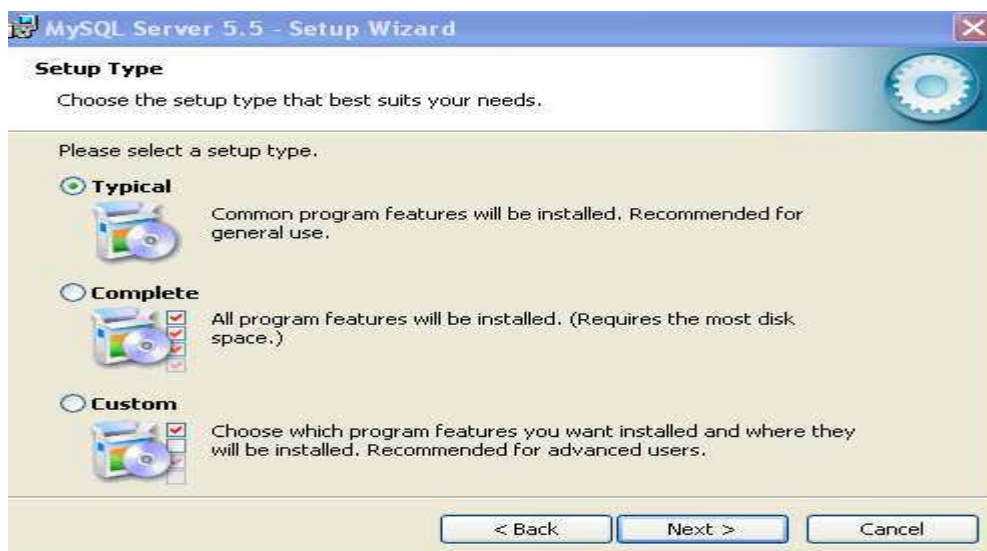 MySQL Server 5.5 - Setup Wizard
Setup Type
Choose the setup type that best suits your needs.
Please select a setup type.
Typical
Common program features will be installed. Recommended for
general use.
Complete
All program features will be installed. (Requires the most disk
space.)
Custom
Choose which program features you want installed and where they
will be installed. Recommended for advanced users.
< Back
Next >
Cancel